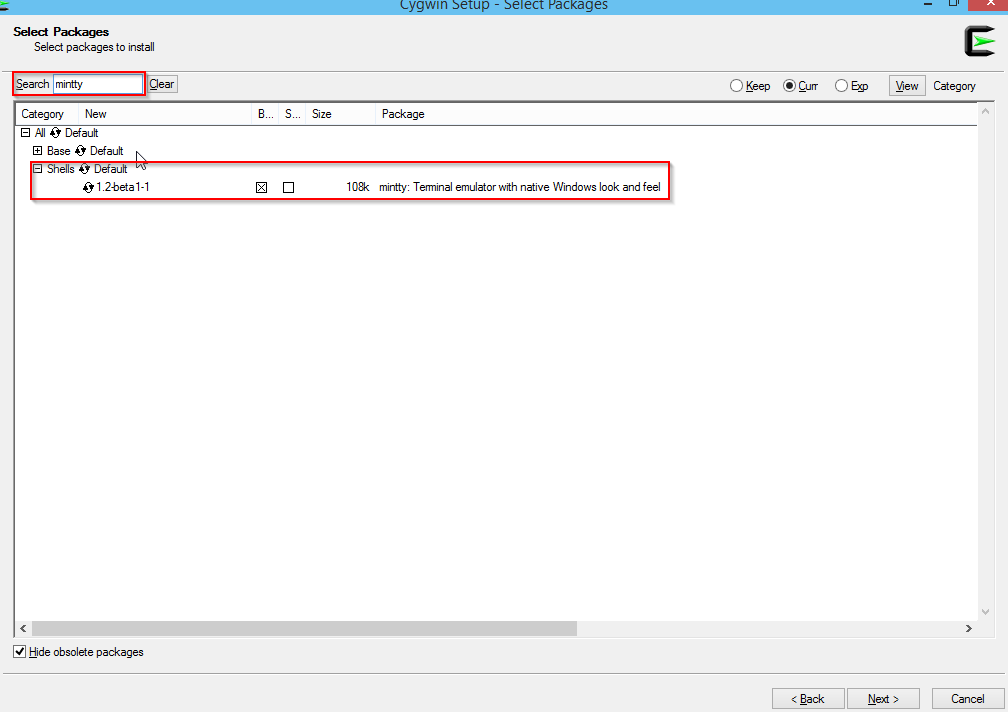 Cygwin Setup - Select Packages
Select Packages
Select packages to install
Search mintty Clear Keep Curr Exp View Category
Category New B... S... Size Package
All Default
Base Default
Shells Default
1.2-beta1-1 108k mintty: Terminal emulator with native Windows look and feel
Hide obsolete packages
< Back Next > Cancel